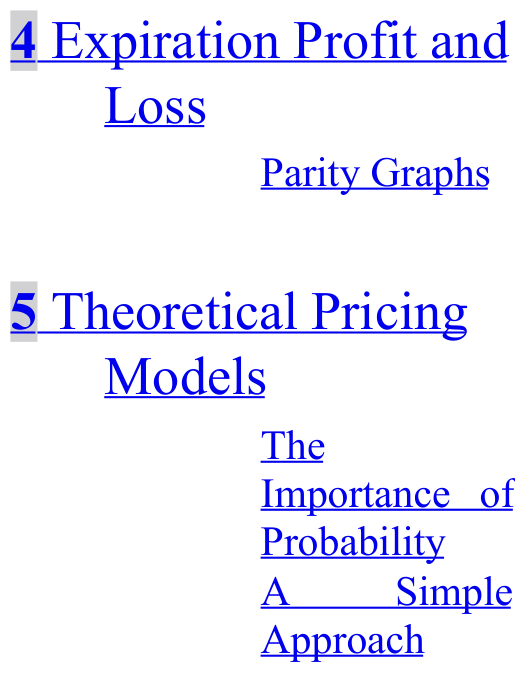 4 Expiration Profit and
Loss
Parity Graphs
5 Theoretical Pricing
Models
The
Importance of
Probability
A Simple
Approach